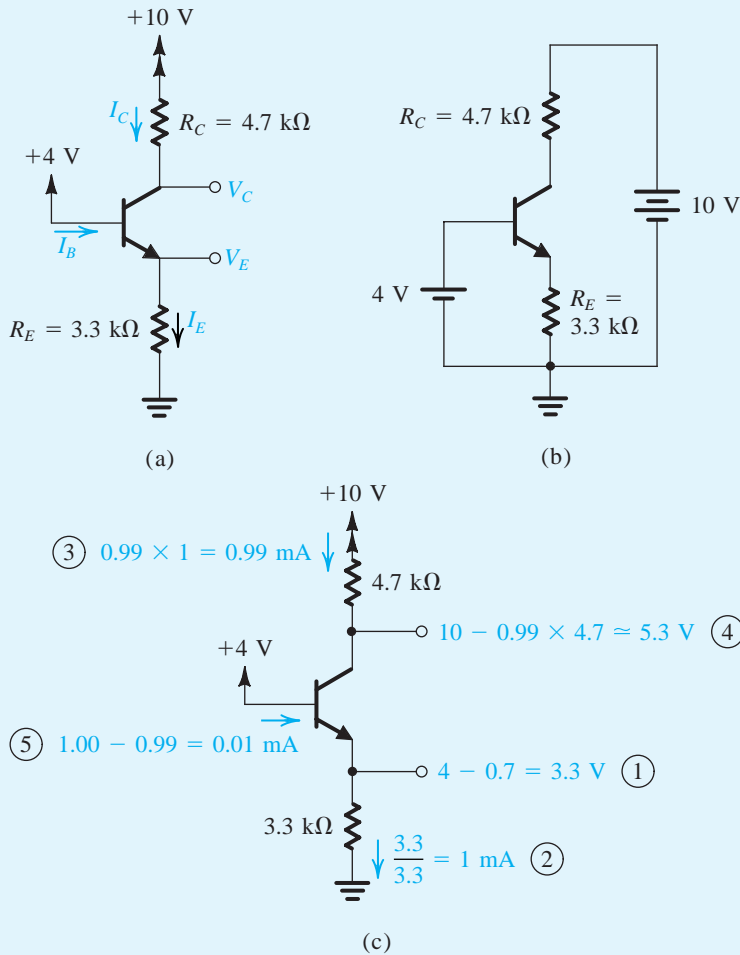 +10 V
I_C
R_C = 4.7 kΩ
+4 V
V_C
I_B
V_E
R_E = 3.3 kΩ
I_E
(a)
R_C = 4.7 kΩ
10 V
4 V
R_E =
3.3 kΩ
(b)
+10 V
③ 0.99 × 1 = 0.99 mA
4.7 kΩ
10 − 0.99 × 4.7 ≃ 5.3 V ④
+4 V
⑤ 1.00 − 0.99 = 0.01 mA
4 − 0.7 = 3.3 V ①
3.3 kΩ
3.3/3.3 = 1 mA ②
(c)